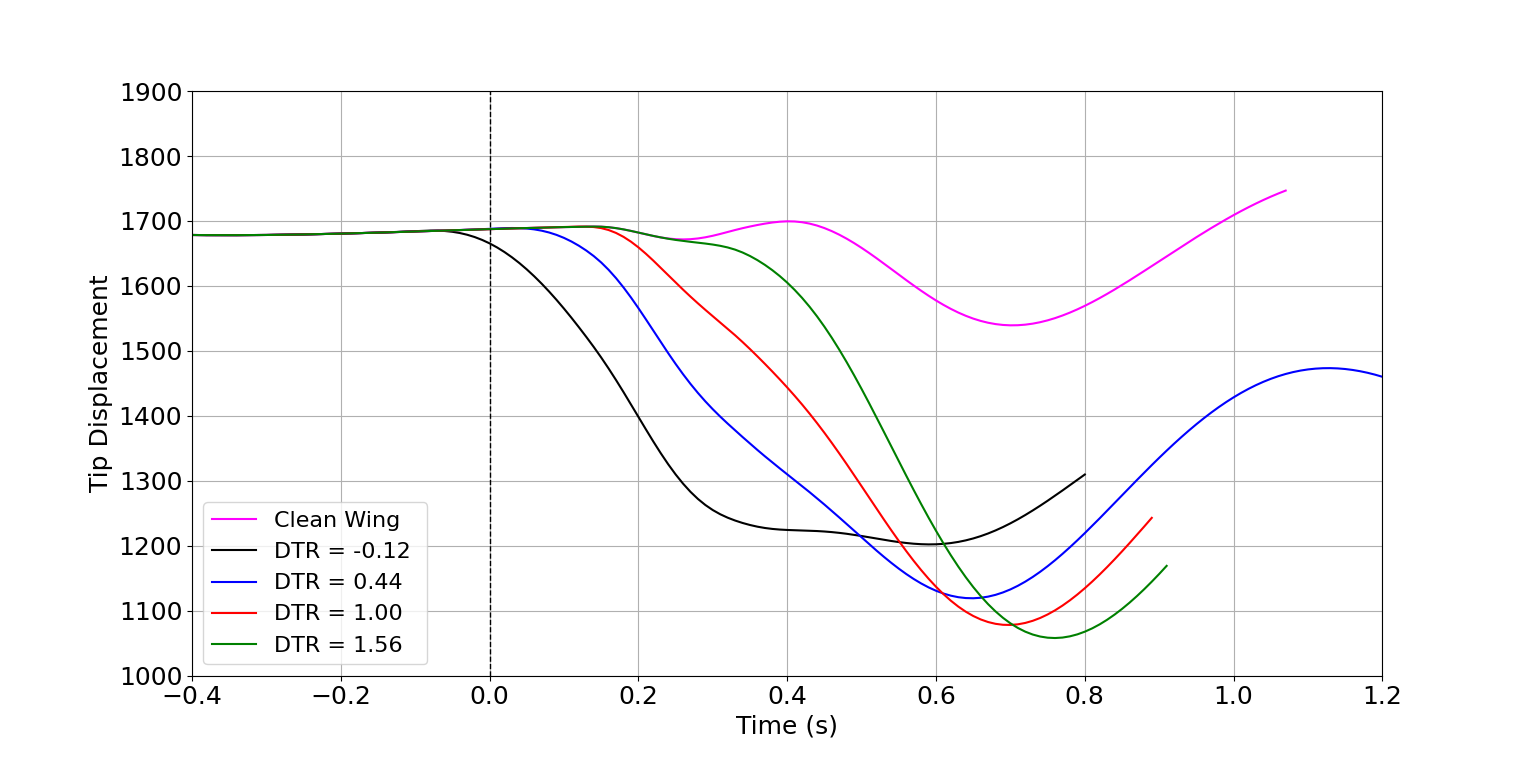 1900
1800
1700
1600
1500
1400
1300
1200
1100
1000
Tip Displacement
Clean Wing
DTR = -0.12
DTR = 0.44
DTR = 1.00
DTR = 1.56
−0.4 −0.2 0.0 0.2 0.4 0.6 0.8 1.0 1.2
Time (s)